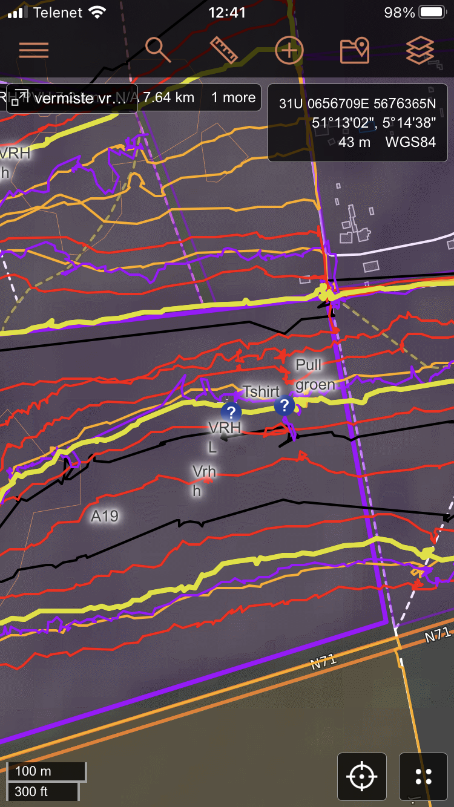 Telenet 12:41 98%
vermiste vr... N/A 7.64 km 1 more
31U 0656709E 5676365N
51°13'02", 5°14'38"
43 m WGS84
VRH
h
Pull
groen
Tshirt
? ?
VRH
L
Vrh
h
A19
N71
N71
100 m
300 ft